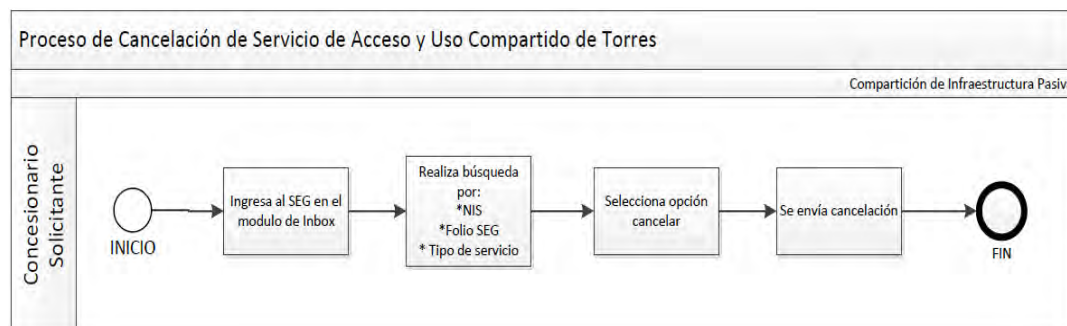 Proceso de Cancelación de Servicio de Acceso y Uso Compartido de Torres
Compartición de Infraestructura Pasiv
Concesionario
Solicitante
INICIO
Ingresa al SEG en el
modulo de Inbox
Realiza búsqueda
por:
*NIS
*Folio SEG
* Tipo de servicio
Selecciona opción
cancelar
Se envía cancelación
FIN